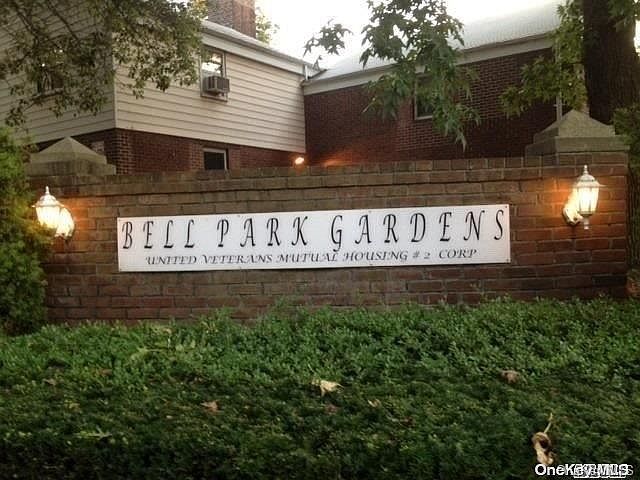 BELL PARK GARDENS
UNITED VETERANS MUTUAL HOUSING # 2 CORP
OneKey MLS